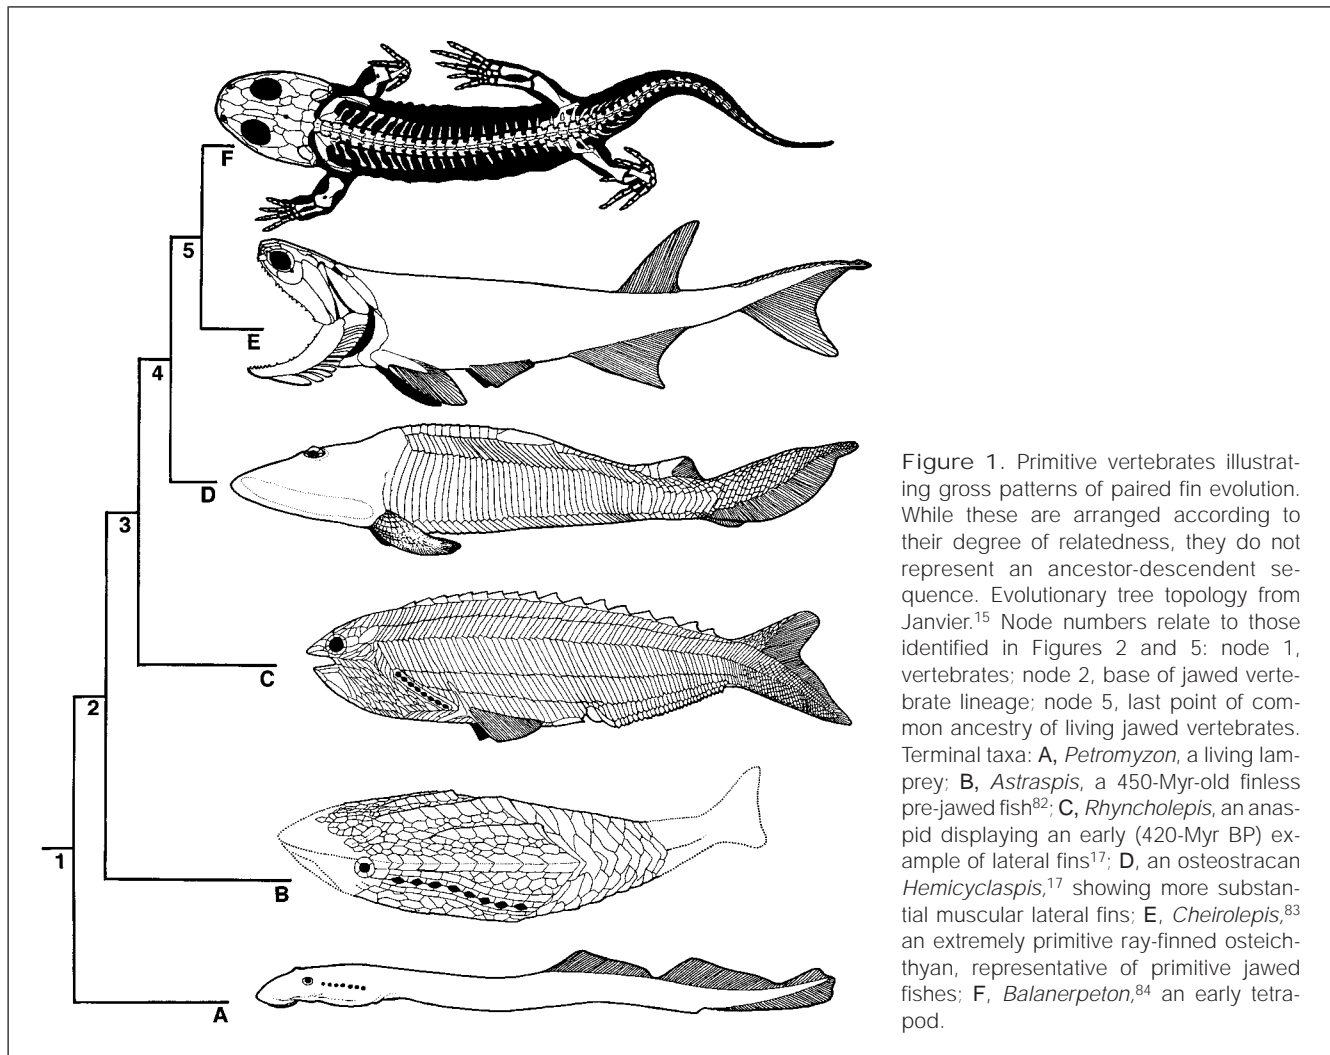 F
5
E
4
D
3
C
2
1
B
A
Figure 1. Primitive vertebrates illustrat-
ing gross patterns of paired fin evolution.
While these are arranged according to
their degree of relatedness, they do not
represent an ancestor-descendent se-
quence. Evolutionary tree topology from
Janvier.15 Node numbers relate to those
identified in Figures 2 and 5: node 1,
vertebrates; node 2, base of jawed verte-
brate lineage; node 5, last point of com-
mon ancestry of living jawed vertebrates.
Terminal taxa: A, Petromyzon, a living lam-
prey; B, Astraspis, a 450-Myr-old finless
pre-jawed fish82; C, Rhyncholepis, an anas-
pid displaying an early (420-Myr BP) ex-
ample of lateral fins17; D, an osteostracan
Hemicyclaspis,17 showing more substan-
tial muscular lateral fins; E, Cheirolepis,83
an extremely primitive ray-finned osteich-
thyan, representative of primitive jawed
fishes; F, Balanerpeton,84 an early tetra-
pod.